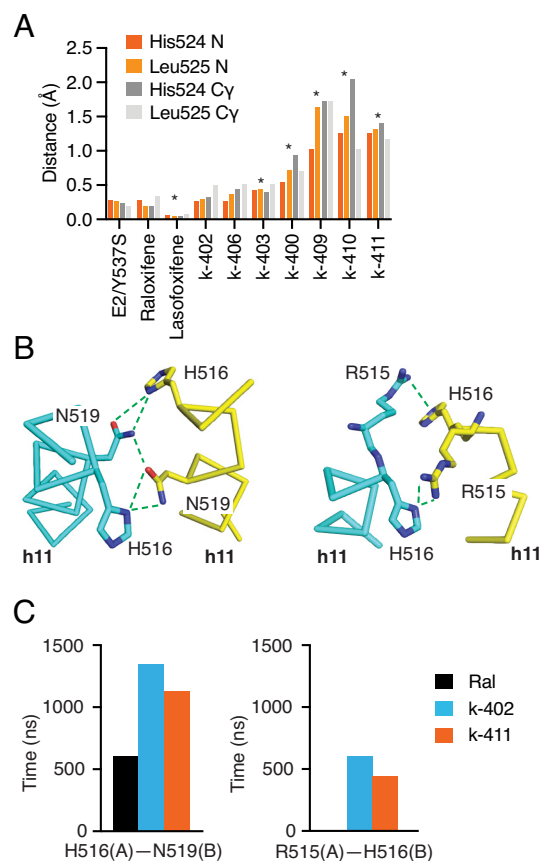 A
His524 N
Leu525 N
His524 Cγ
Leu525 Cγ
Distance (Å)
2.5
2.0
1.5
1.0
0.5
0.0
* * * * * *
E2/Y537S
Raloxifene
Lasofoxifene
k-402
k-406
k-403
k-400
k-409
k-410
k-411
B
H516
N519
N519
H516
h11
h11
R515
H516
R515
H516
h11
h11
C
Time (ns)
1500
1000
500
0
H516(A)—N519(B)
Time (ns)
1500
1000
500
0
R515(A)—H516(B)
Ral
k-402
k-411